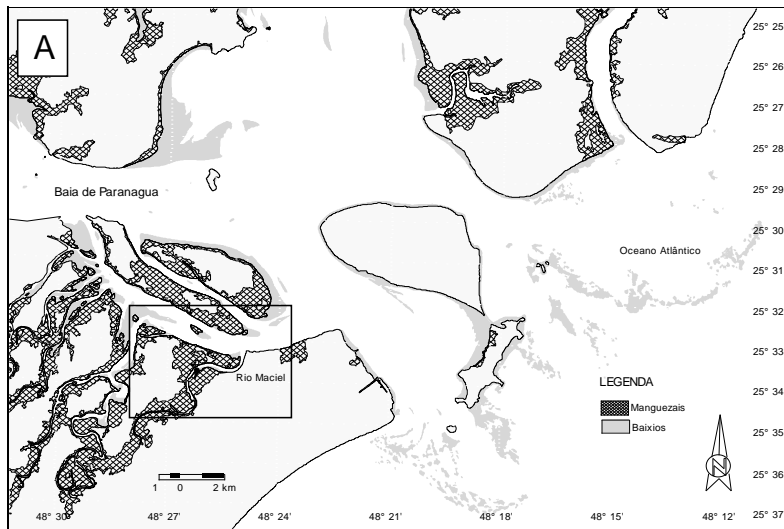 A
Baia de Paranagua
Oceano Atlântico
Rio Maciel
LEGENDA
Manguezais
Baixios
N
1 0 2 km
25° 25'
25° 26'
25° 27'
25° 28'
25° 29'
25° 30'
25° 31'
25° 32'
25° 33'
25° 34'
25° 35'
25° 36'
25° 37'
48° 30'
48° 27'
48° 24'
48° 21'
48° 18'
48° 15'
48° 12'